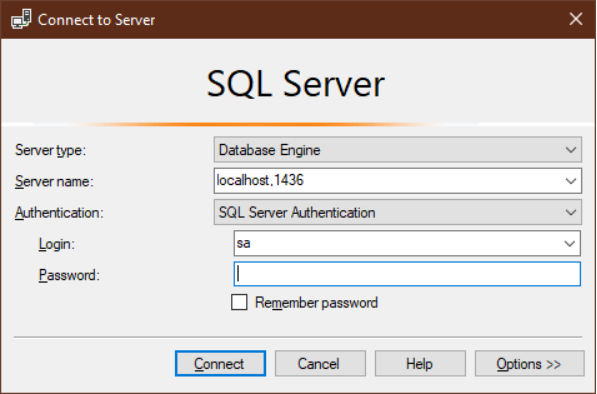 Connect to Server
SQL Server
Server type: Database Engine
Server name: localhost,1436
Authentication: SQL Server Authentication
Login: sa
Password:
Remember password
Connect Cancel Help Options >>